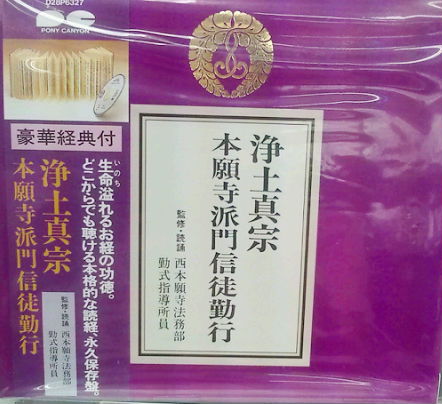 D28P6327
PC
PONY CANYON
豪華経典付
浄土真宗
本願寺派門信徒勤行
監修・読誦 西本願寺法務部
勤式指導所員
生命溢れるお経の功徳。
いのち
どこからでも聴ける本格的な読経、永久保存盤。
浄土真宗
本願寺派門信徒勤行
監修・読誦 西本願寺法務部
勤式指導所員